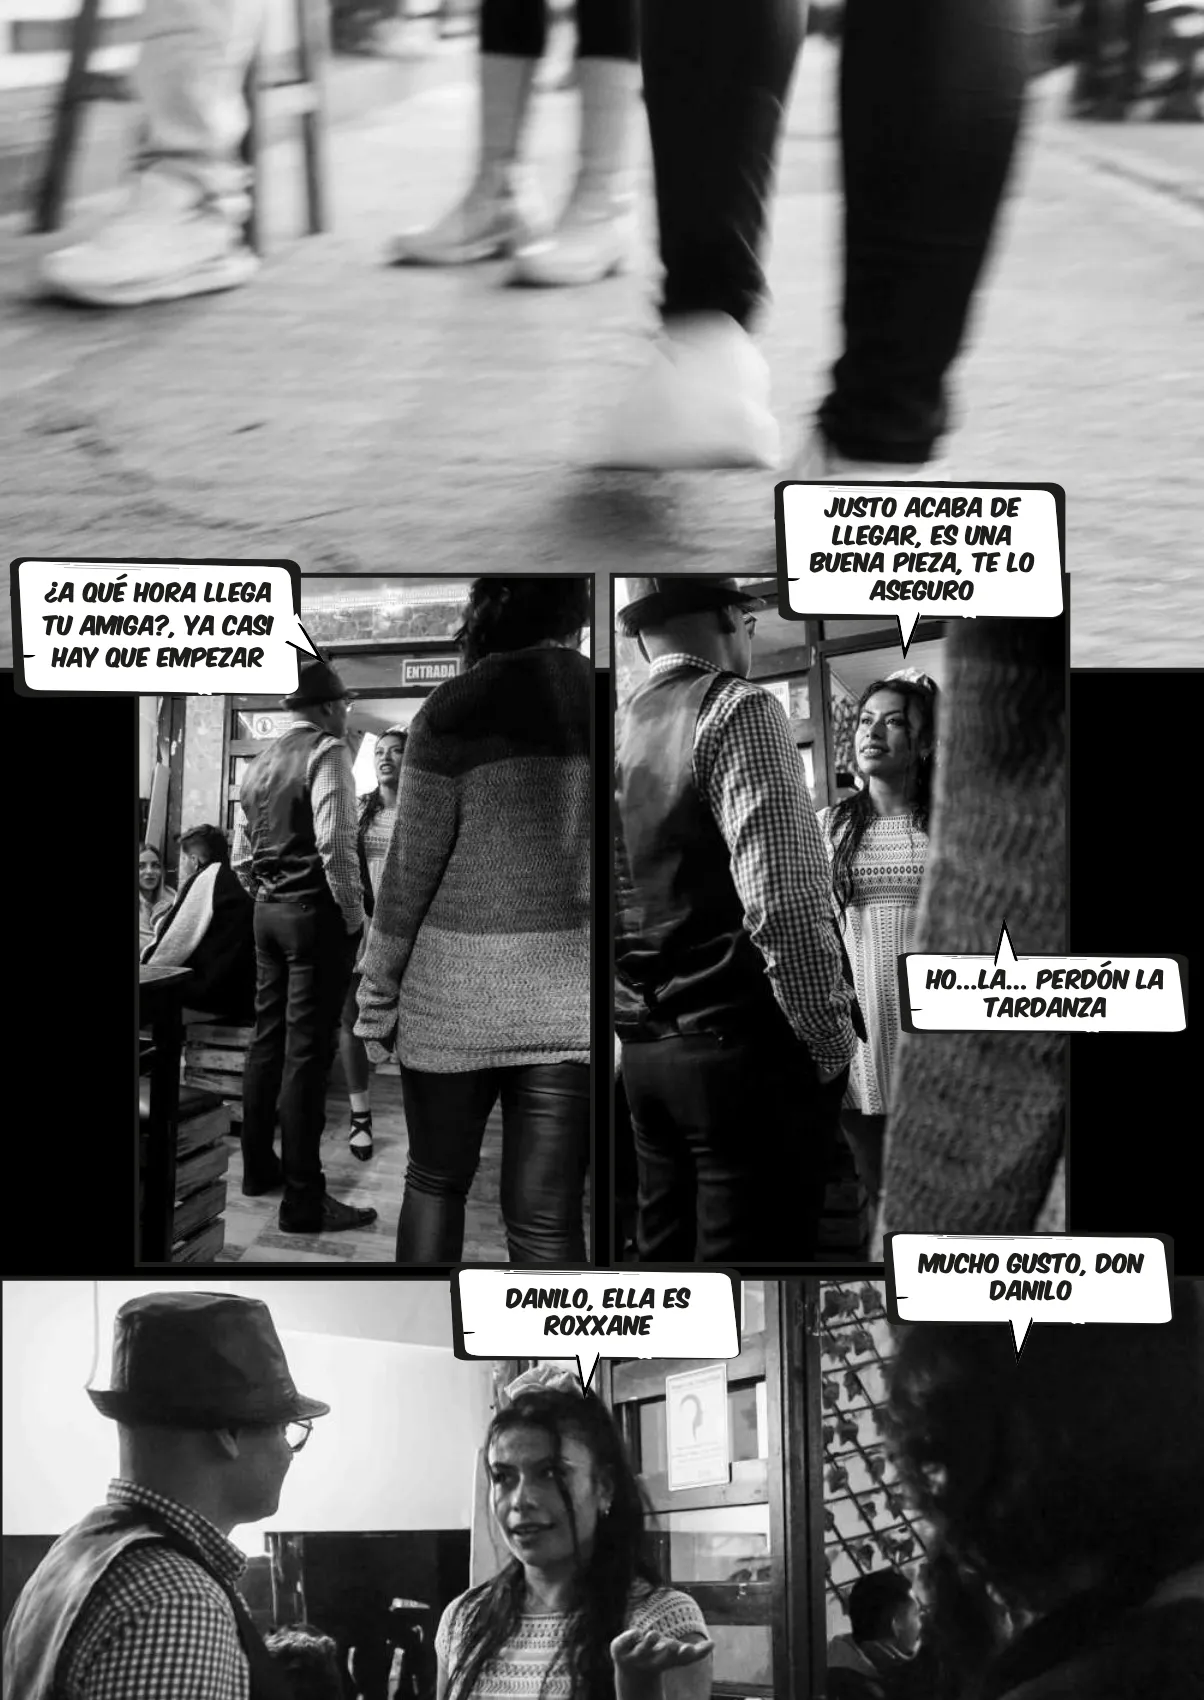 ¿A QUÉ HORA LLEGA
TU AMIGA?, YA CASI
HAY QUE EMPEZAR
JUSTO ACABA DE
LLEGAR, ES UNA
BUENA PIEZA, TE LO
ASEGURO
ENTRADA
HO...LA... PERDÓN LA
TARDANZA
DANILO, ELLA ES
ROXXANE
MUCHO GUSTO, DON
DANILO